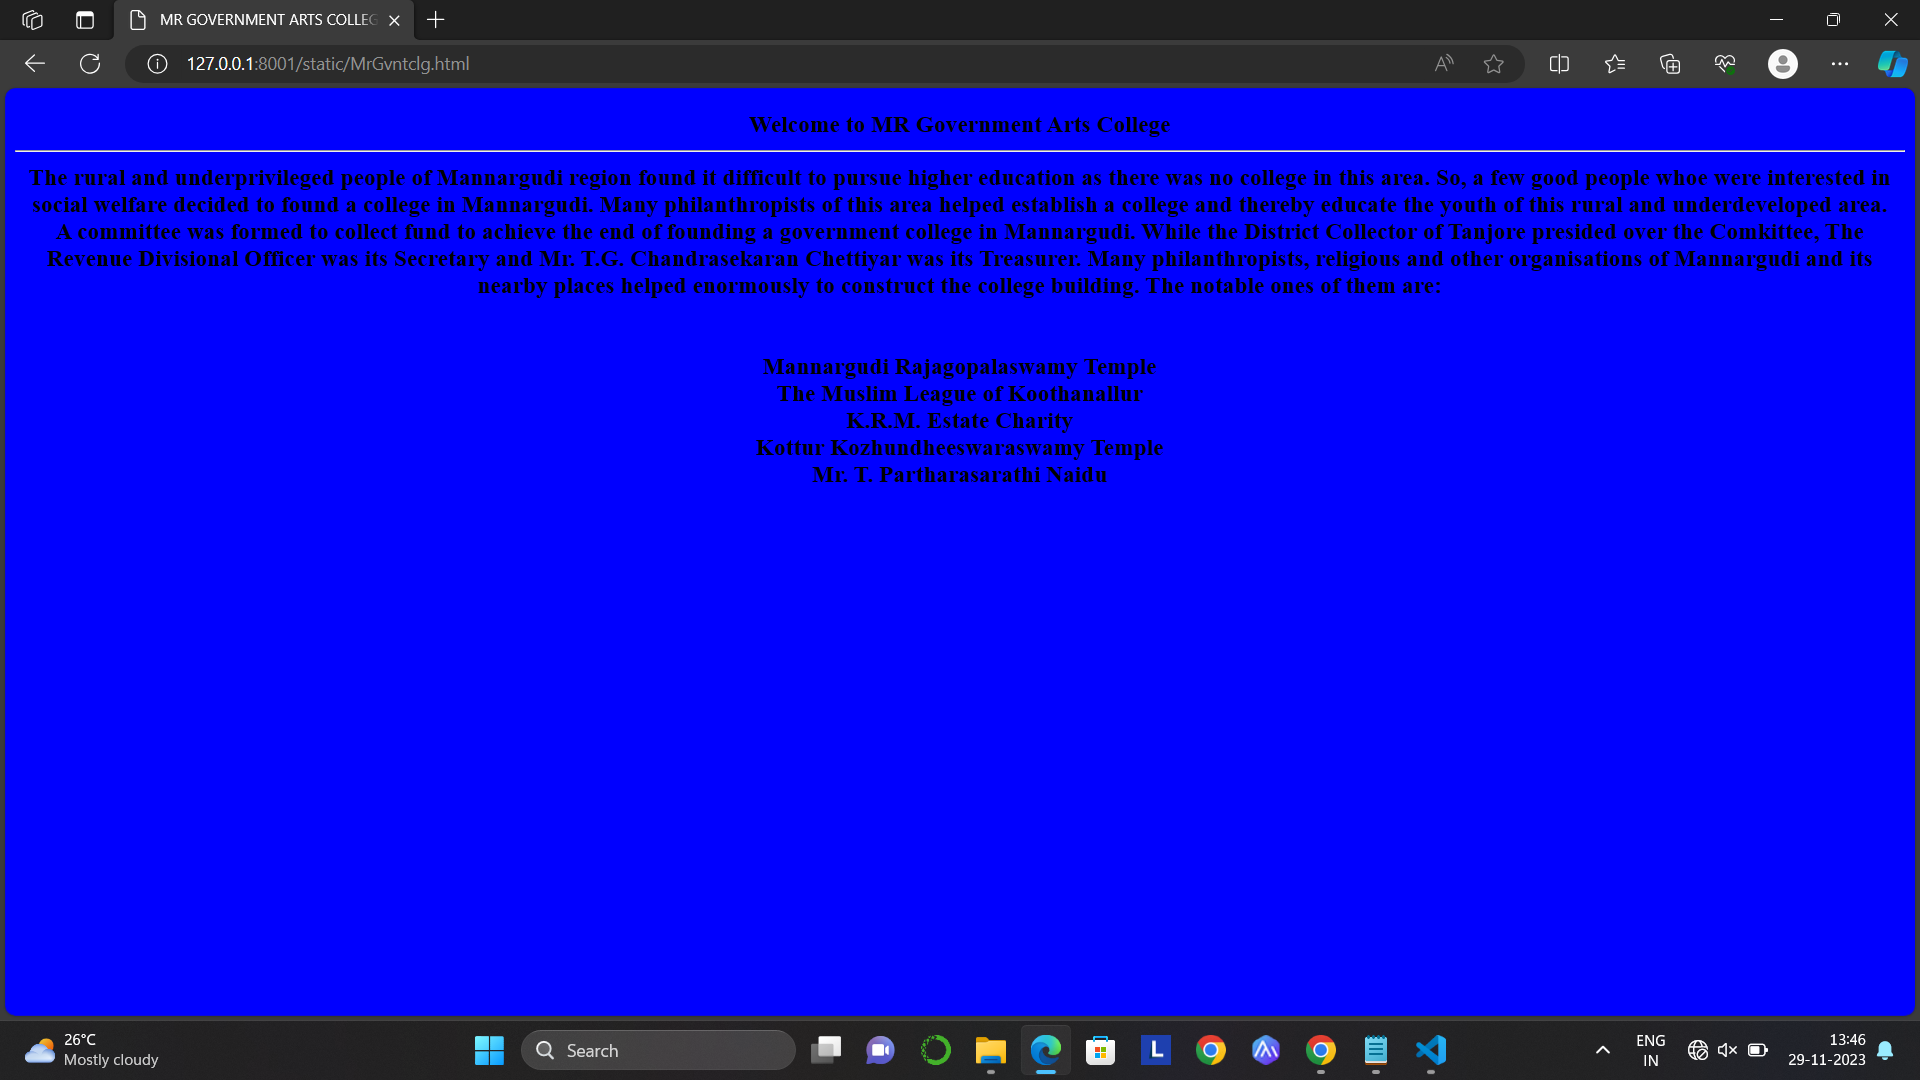 MR GOVERNMENT ARTS COLLEG
127.0.0.1:8001/static/MrGvntclg.html
Welcome to MR Government Arts College
The rural and underprivileged people of Mannargudi region found it difficult to pursue higher education as there was no college in this area. So, a few good people whoe were interested in
social welfare decided to found a college in Mannargudi. Many philanthropists of this area helped establish a college and thereby educate the youth of this rural and underdeveloped area.
A committee was formed to collect fund to achieve the end of founding a government college in Mannargudi. While the District Collector of Tanjore presided over the Comkittee, The
Revenue Divisional Officer was its Secretary and Mr. T.G. Chandrasekaran Chettiyar was its Treasurer. Many philanthropists, religious and other organisations of Mannargudi and its
nearby places helped enormously to construct the college building. The notable ones of them are:
Mannargudi Rajagopalaswamy Temple
The Muslim League of Koothanallur
K.R.M. Estate Charity
Kottur Kozhundheeswaraswamy Temple
Mr. T. Partharasarathi Naidu
26°C
Mostly cloudy
Search
L
ENG
IN
13:46
29-11-2023